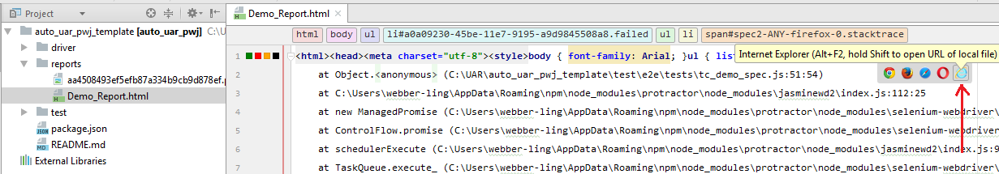 Project
Demo_Report.html
auto_uar_pwj_template [auto_uar_pwj] C:\U
driver
reports
aa4508493ef5efb87a334b9cb9d878ef.p
Demo_Report.html
test
package.json
README.md
External Libraries
html body ul li#a0a09230-45be-11e7-9195-a9d9845508a8.failed ul li span#spec2-ANY-firefox-0.stacktrace
Internet Explorer (Alt+F2, hold Shift to open URL of local file)
1 <html><head><meta charset="utf-8"><style>body { font-family: Arial; }ul { list
2 at Object.<anonymous> (C:\UAR\auto_uar_pwj_template\test\e2e\tests\tc_demo_spec.js:51:54)
3 at C:\Users\webber-ling\AppData\Roaming\npm\node_modules\protractor\node_modules\jasminewd2\index.js:112:25
4 at new ManagedPromise (C:\Users\webber-ling\AppData\Roaming\npm\node_modules\protractor\node_modules\selenium-webdriver\
5 at ControlFlow.promise (C:\Users\webber-ling\AppData\Roaming\npm\node_modules\protractor\node_modules\selenium-webdriver
6 at schedulerExecute (C:\Users\webber-ling\AppData\Roaming\npm\node_modules\protractor\node_modules\jasminewd2\index.js:9
7 at TaskQueue.execute_ (C:\Users\webber-ling\AppData\Roaming\npm\node_modules\protractor\node_modules\selenium-webdriver\